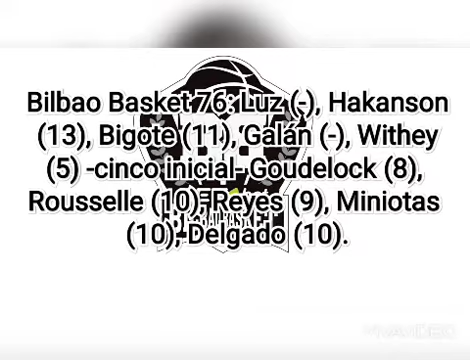 Bilbao Basket 76: Luz (-), Hakanson
(13), Bigote (11), Galán (-), Withey
(5) -cinco inicial- Goudelock (8),
Rousselle (10), Reyes (9), Miniotas
(10), Delgado (10).